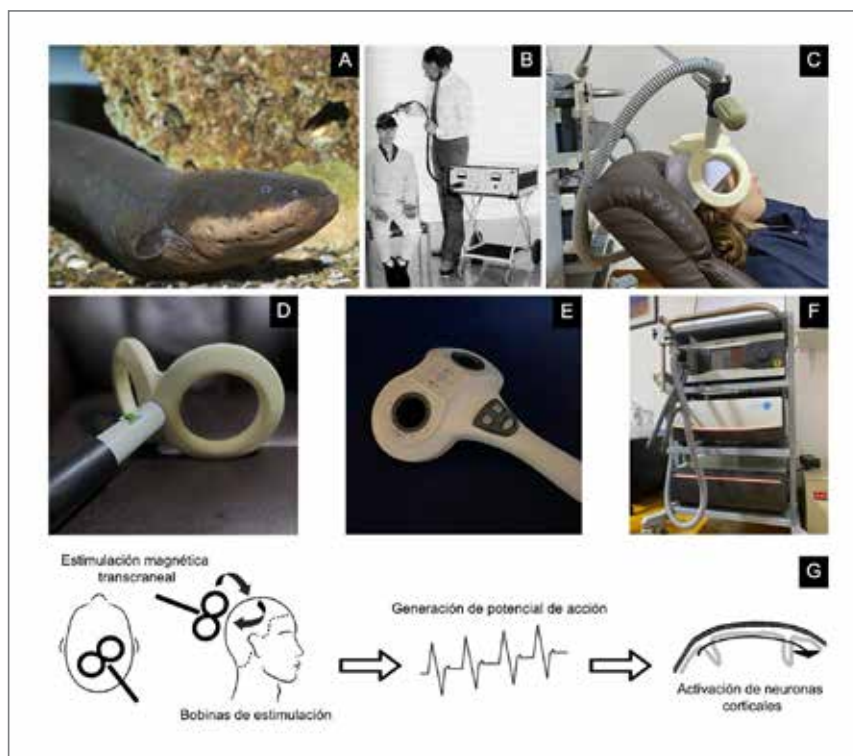 A
B
C
D
E
F
G
Estimulación magnética
transcraneal
Bobinas de estimulación
Generación de potencial de acción
Activación de neuronas
corticales